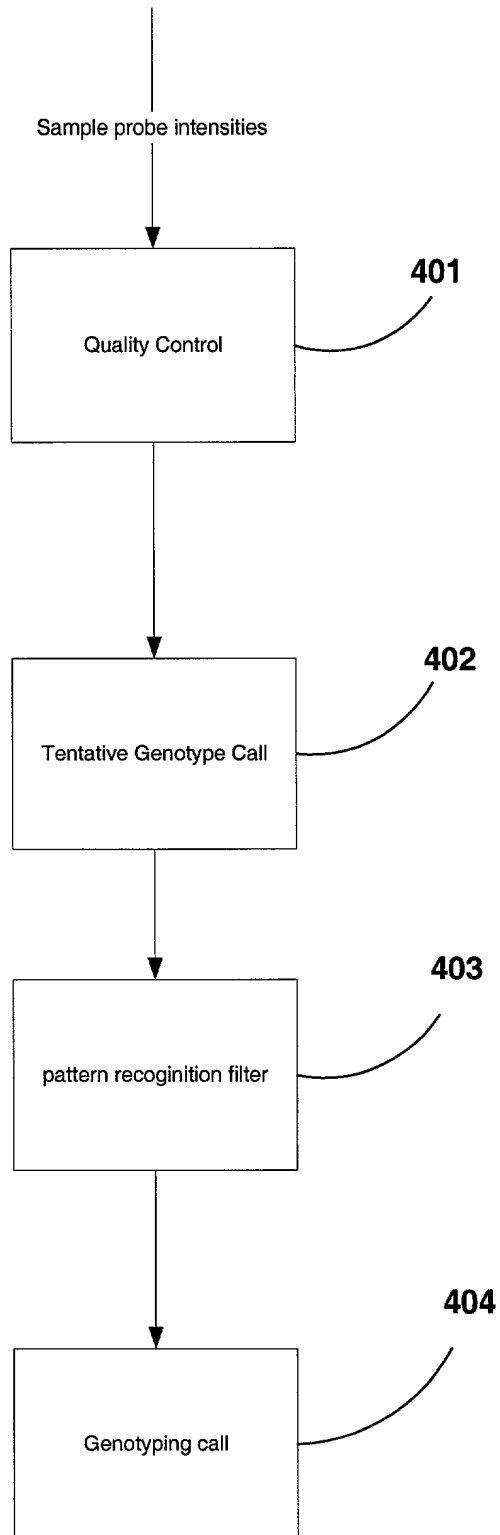 Sample probe intensities
401
Quality Control
402
Tentative Genotype Call
403
pattern recoginition filter
404
Genotyping call